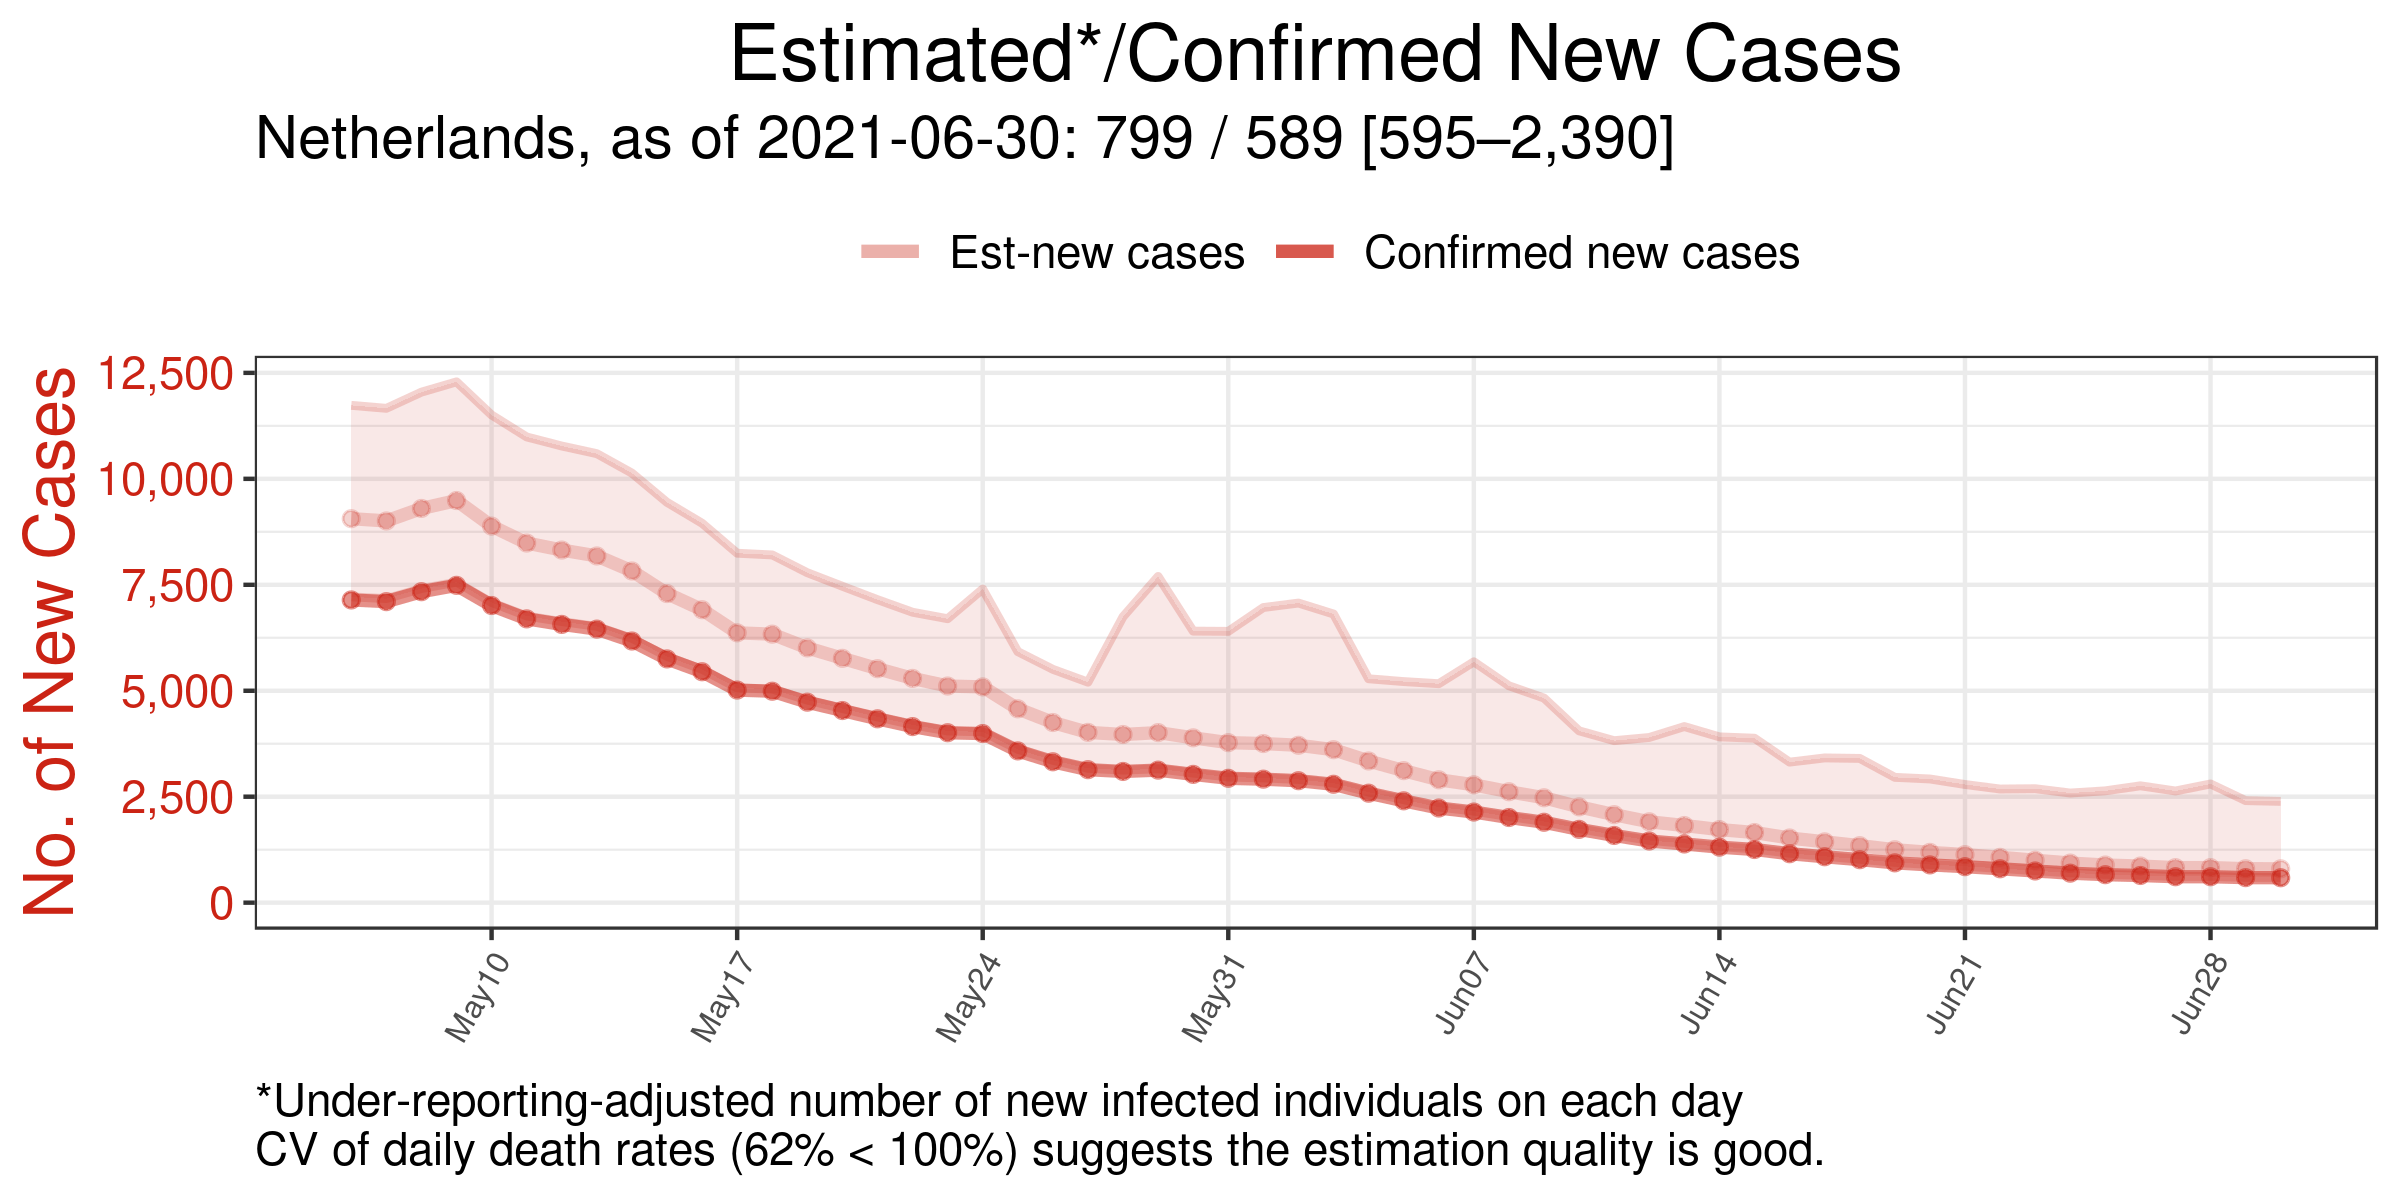 Estimated*/Confirmed New Cases
Netherlands, as of 2021-06-30: 799 / 589 [595–2,390]
Est-new cases Confirmed new cases
No. of New Cases
12,500
10,000
7,500
5,000
2,500
0
May10 May17 May24 May31 Jun07 Jun14 Jun21 Jun28
*Under-reporting-adjusted number of new infected individuals on each day
CV of daily death rates (62% < 100%) suggests the estimation quality is good.